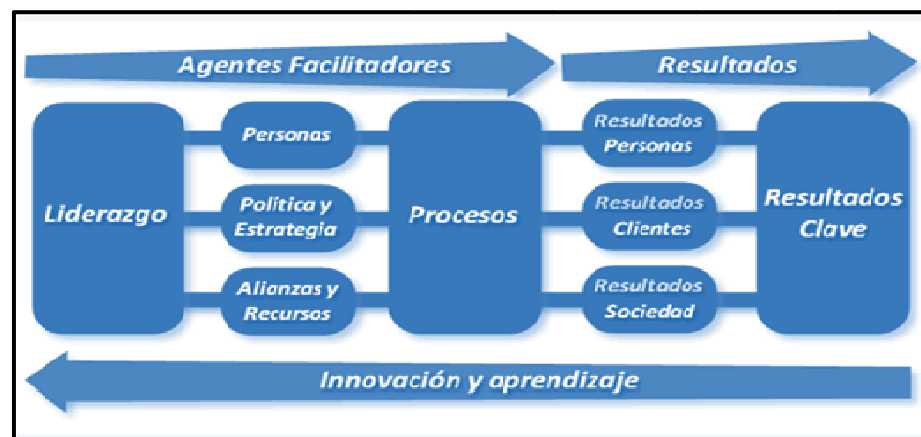 Agentes Facilitadores
Resultados
Liderazgo
Personas
Política y
Estrategia
Alianzas y
Recursos
Procesos
Resultados
Personas
Resultados
Clientes
Resultados
Sociedad
Resultados
Clave
Innovación y aprendizaje